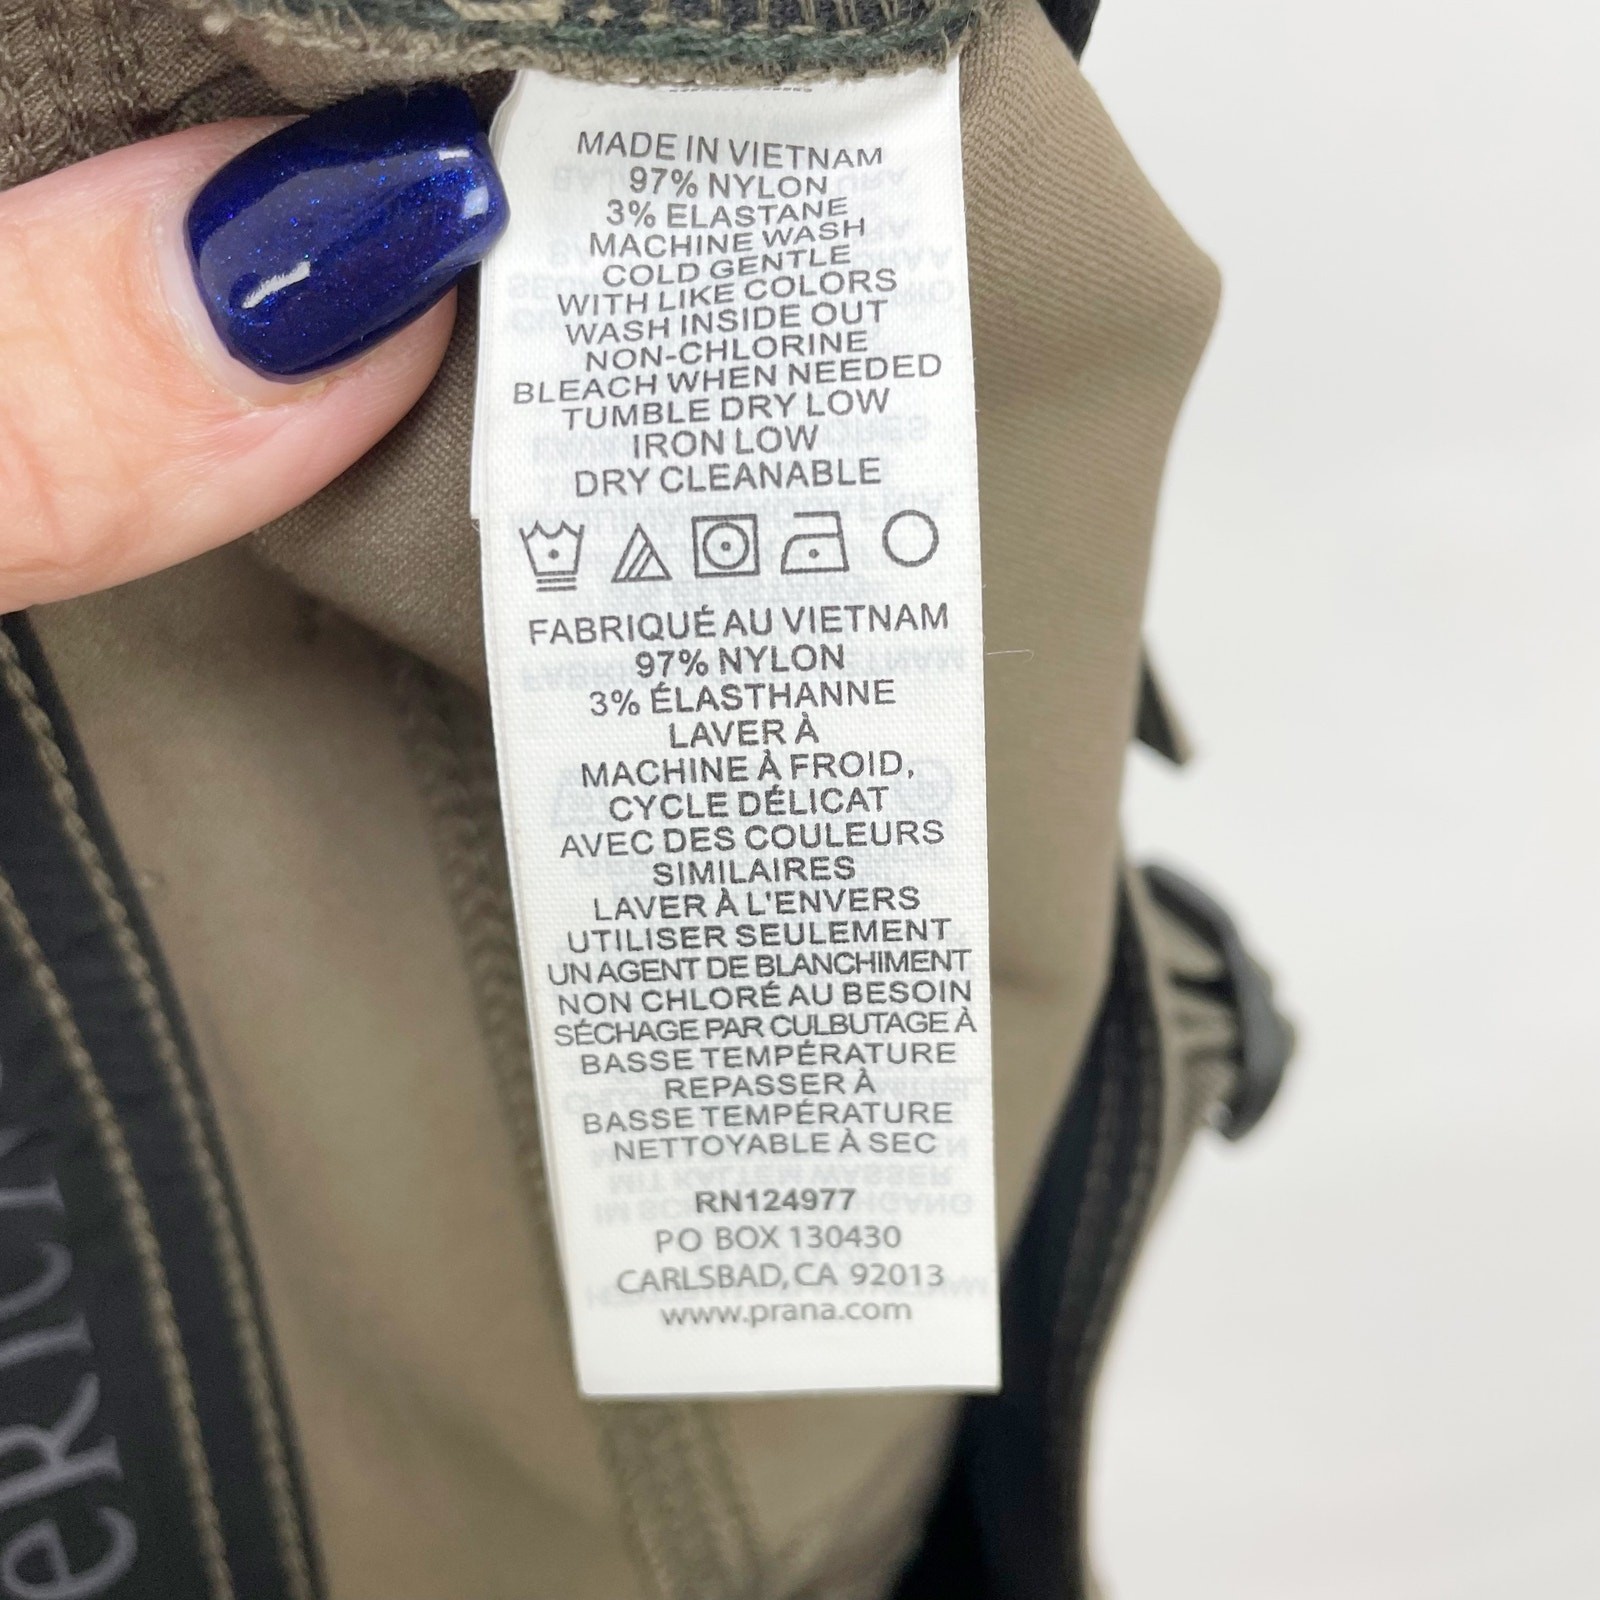 MADE IN VIETNAM
97% NYLON
3% ELASTANE
MACHINE WASH
COLD GENTLE
WITH LIKE COLORS
WASH INSIDE OUT
NON-CHLORINE
BLEACH WHEN NEEDED
TUMBLE DRY LOW
IRON LOW
DRY CLEANABLE
FABRIQUÉ AU VIETNAM
97% NYLON
3% ÉLASTHANNE
LAVER À
MACHINE À FROID,
CYCLE DÉLICAT
AVEC DES COULEURS
SIMILAIRES
LAVER À L'ENVERS
UTILISER SEULEMENT
UN AGENT DE BLANCHIMENT
NON CHLORÉ AU BESOIN
SÉCHAGE PAR CULBUTAGE À
BASSE TEMPÉRATURE
REPASSER À
BASSE TEMPÉRATURE
NETTOYABLE À SEC
RN124977
PO BOX 130430
CARLSBAD, CA 92013
www.prana.com